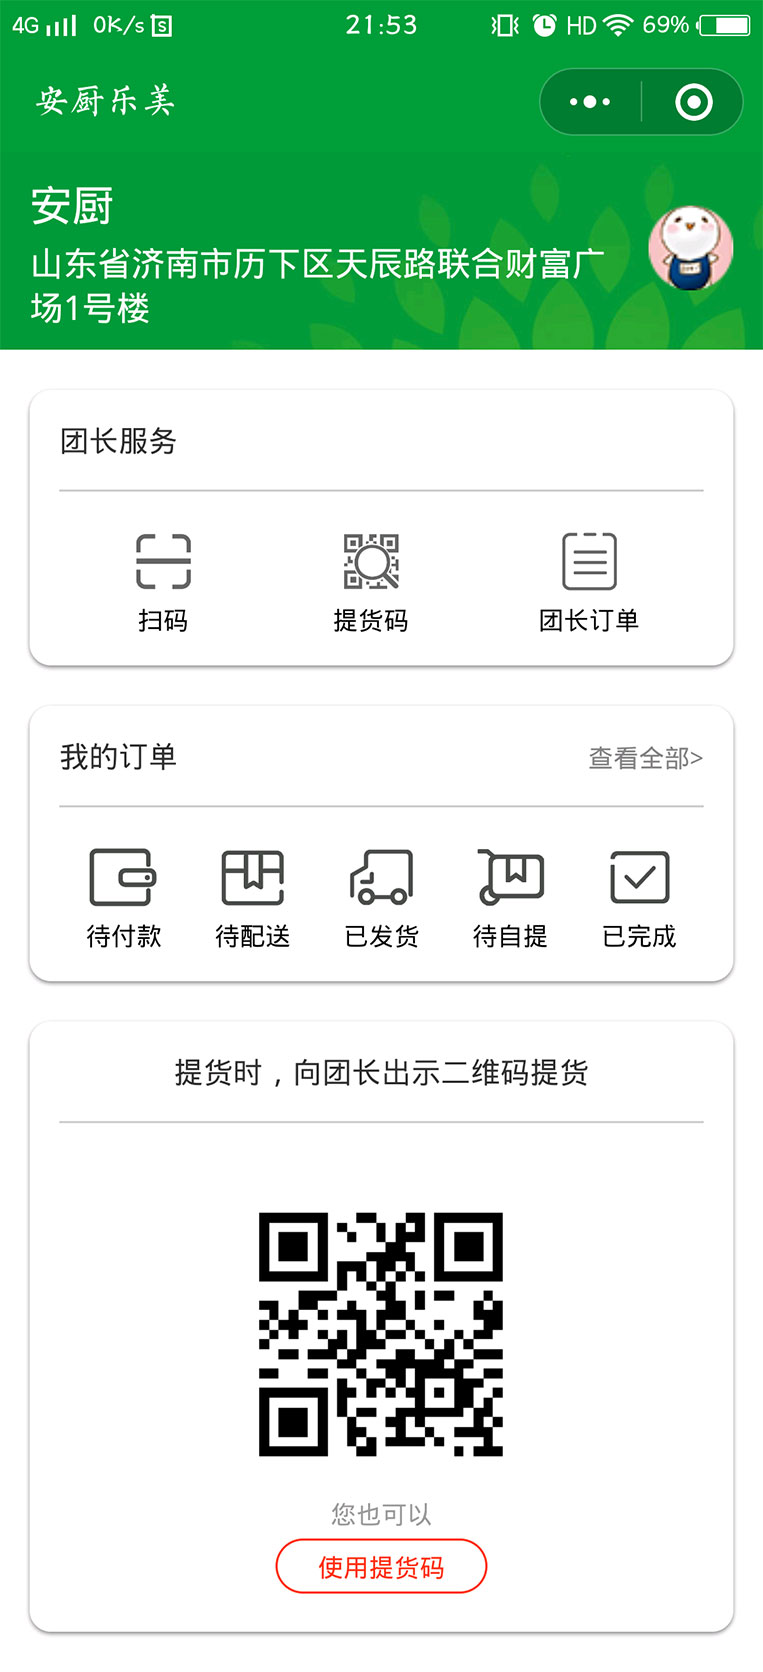 4G 0K/s 21:53 HD 69%
安厨乐美
安厨
山东省济南市历下区天辰路联合财富广
场1号楼
团长服务
扫码 提货码 团长订单
我的订单 查看全部>
待付款 待配送 已发货 待自提 已完成
提货时，向团长出示二维码提货
您也可以
使用提货码